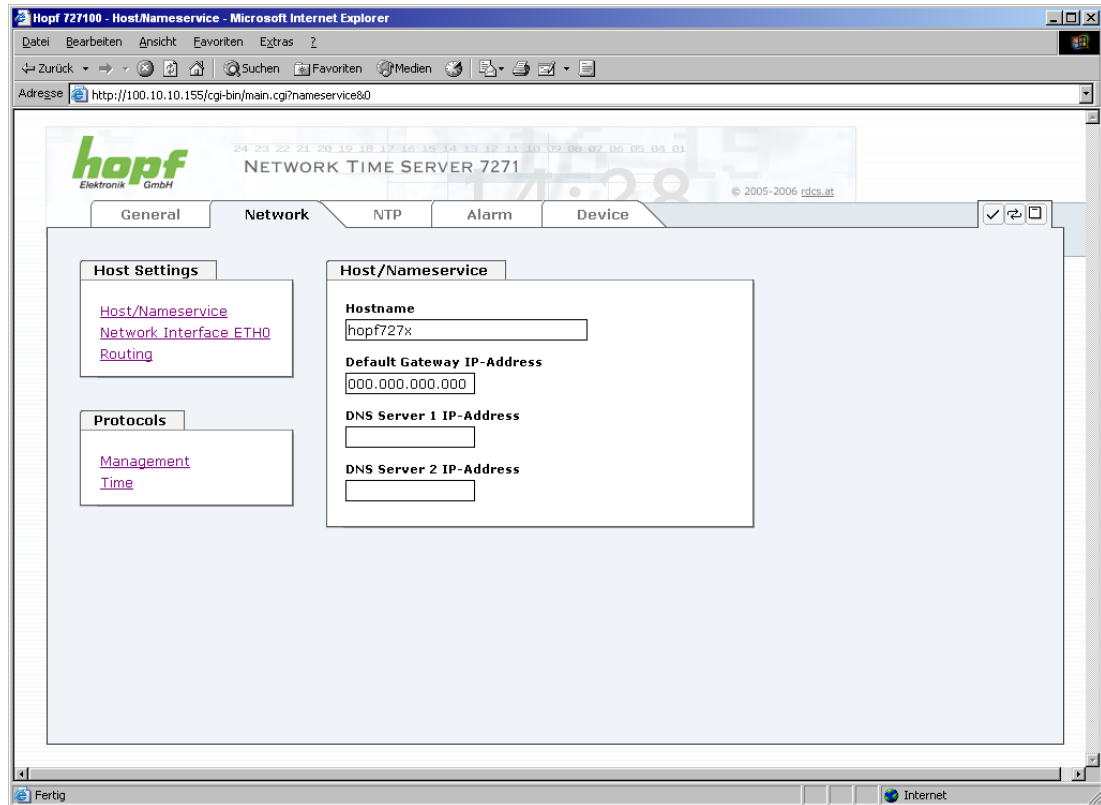 Hopf 727100 - Host/Nameservice - Microsoft Internet Explorer
Datei Bearbeiten Ansicht Favoriten Extras ?
Zurück Suchen Favoriten Medien
Adresse http://100.10.10.155/cgi-bin/main.cgi?nameservice&0
24 23 22 21 20 19 18 17 16 15 14 13 12 11 10 09 08 07 06 05 04 01
hopf
Elektronik GmbH
NETWORK TIME SERVER 7271
14:28
© 2005-2006 rdcs.at
General Network NTP Alarm Device
Host Settings
Host/Nameservice
Network Interface ETH0
Routing
Protocols
Management
Time
Host/Nameservice
Hostname
hopf727x
Default Gateway IP-Address
000.000.000.000
DNS Server 1 IP-Address
DNS Server 2 IP-Address
Fertig
Internet